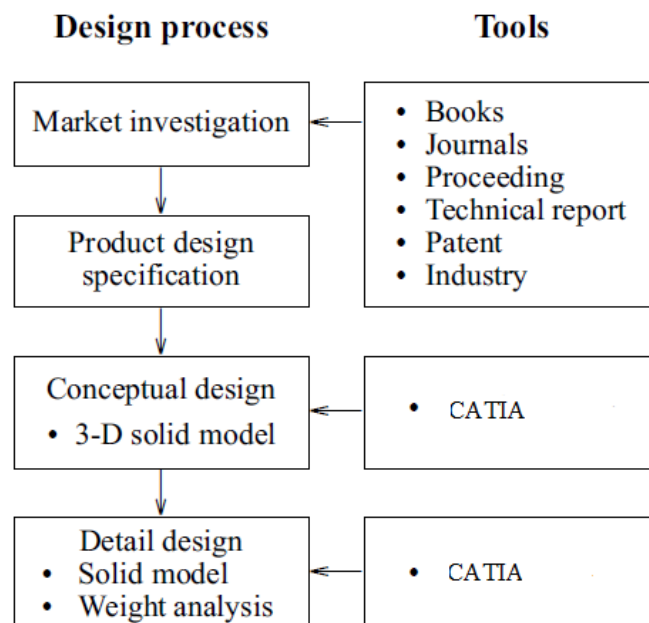 Design process
Tools
Market investigation
• Books
• Journals
• Proceeding
• Technical report
• Patent
• Industry
Product design
specification
Conceptual design
• 3-D solid model
• CATIA
Detail design
• Solid model
• Weight analysis
• CATIA